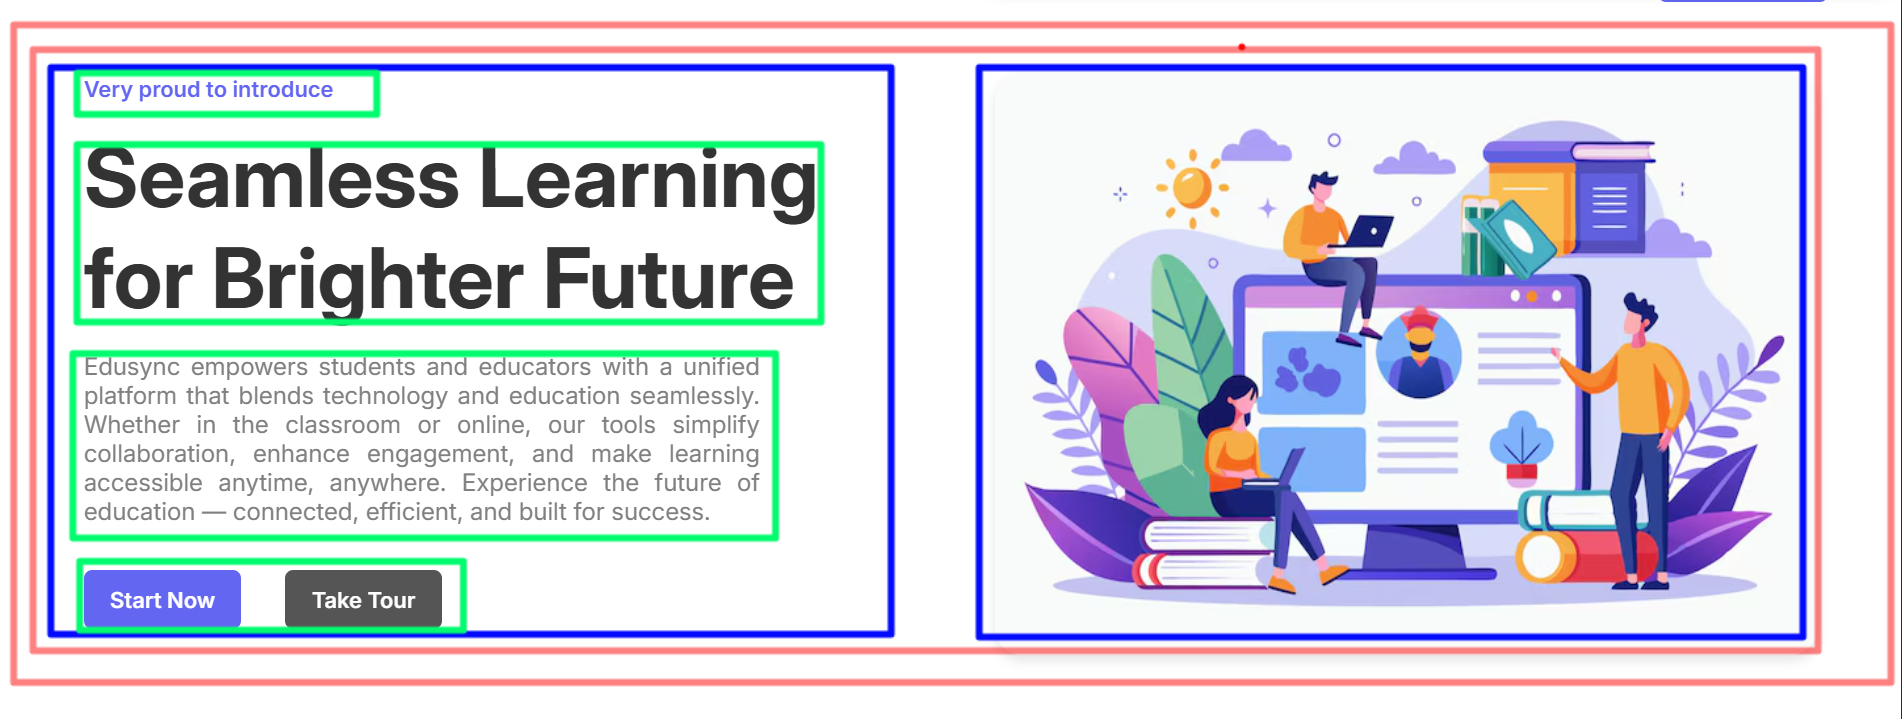 Very proud to introduce
Seamless Learning
for Brighter Future
Edusync empowers students and educators with a unified
platform that blends technology and education seamlessly.
Whether in the classroom or online, our tools simplify
collaboration, enhance engagement, and make learning
accessible anytime, anywhere. Experience the future of
education — connected, efficient, and built for success.
Start Now
Take Tour